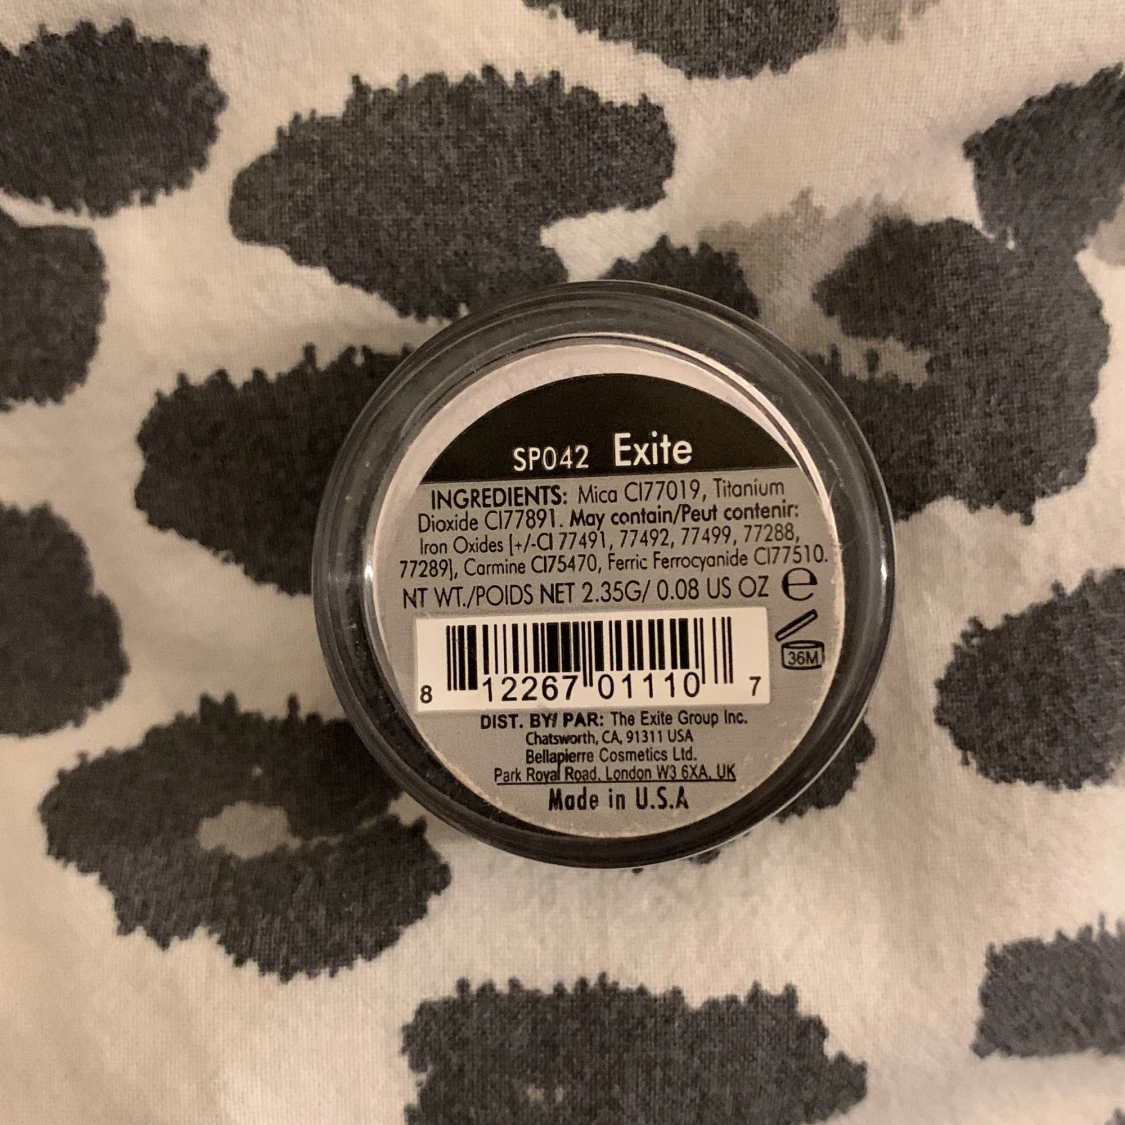 SP042 Exite
INGREDIENTS: Mica CI77019, Titanium
Dioxide CI77891. May contain/Peut contenir:
Iron Oxides [+/-CI 77491, 77492, 77499, 77288,
77289], Carmine CI75470, Ferric Ferrocyanide CI77510.
NT WT./POIDS NET 2.35G/ 0.08 US OZ e
36M
8 12267 01110 7
DIST. BY/ PAR: The Exite Group Inc.
Chatsworth, CA, 91311 USA
Bellapierre Cosmetics Ltd.
Park Royal Road, London W3 6XA, UK
Made in U.S.A